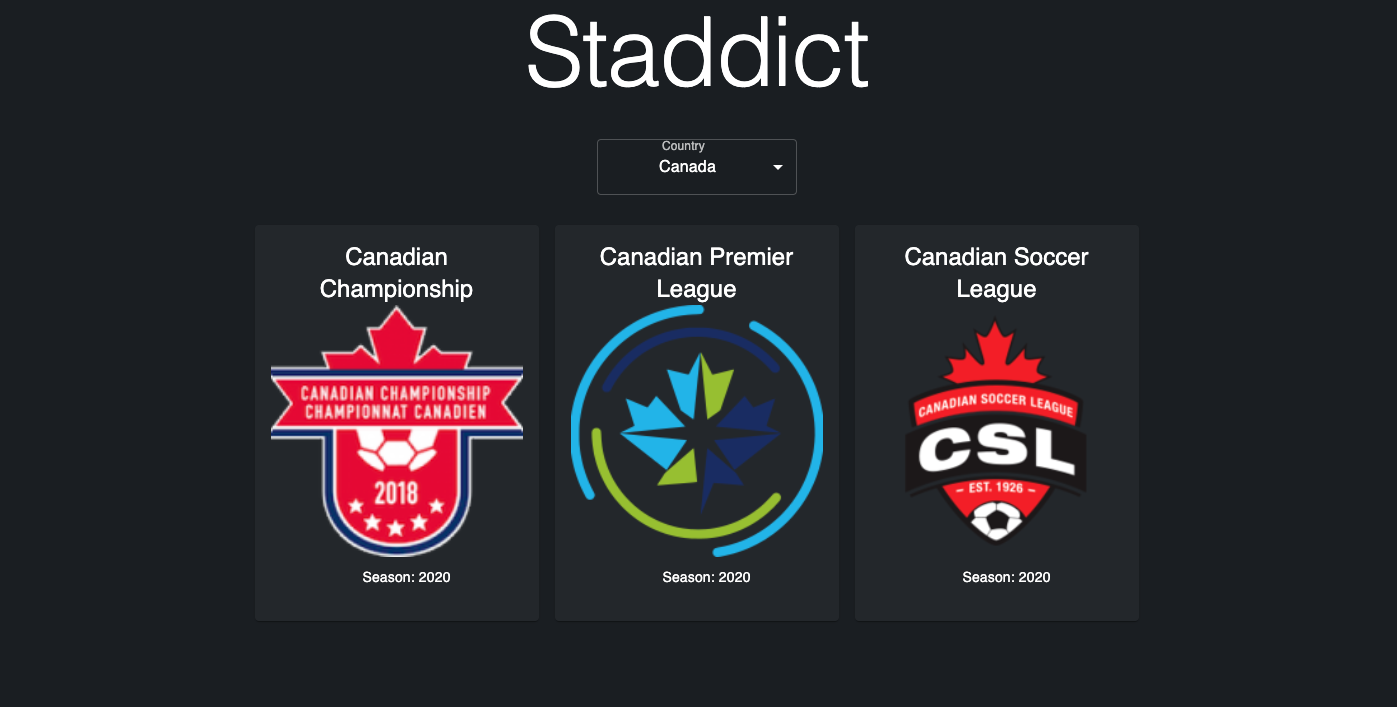 Staddict
Country
Canada
Canadian
Championship
CANADIAN CHAMPIONSHIP
CHAMPIONNAT CANADIEN
2018
Season: 2020
Canadian Premier
League
Season: 2020
Canadian Soccer
League
CANADIAN SOCCER LEAGUE
CSL
- EST. 1926 -
Season: 2020